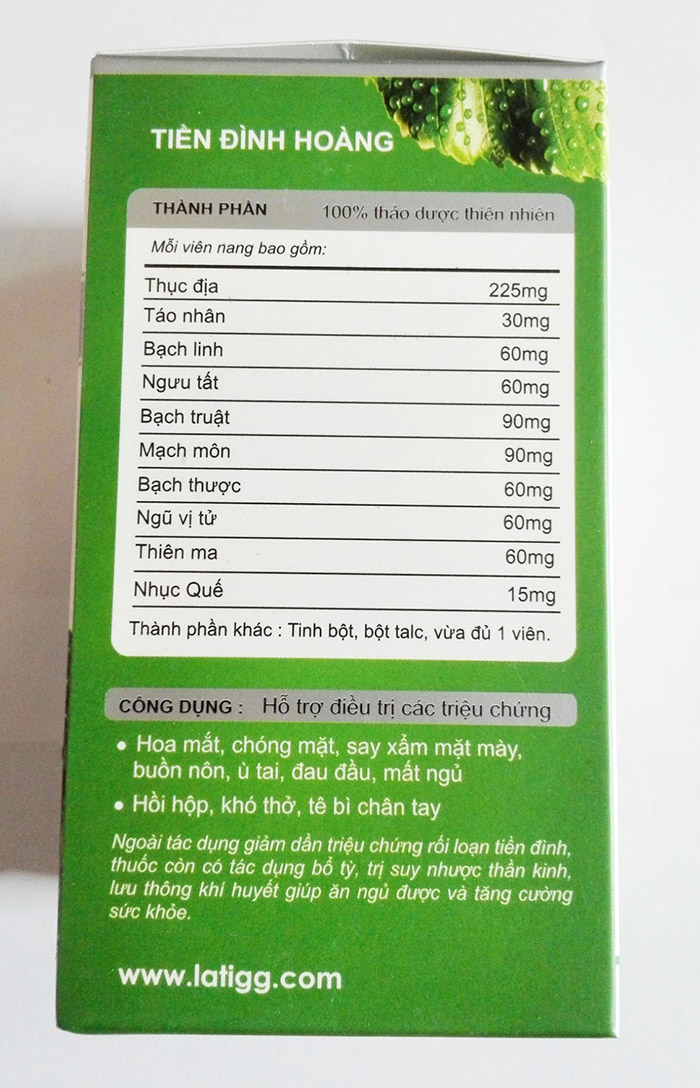 TIỀN ĐÌNH HOÀNG
THÀNH PHẦN 100% thảo dược thiên nhiên
Mỗi viên nang bao gồm:
Thục địa 225mg
Táo nhân 30mg
Bạch linh 60mg
Ngưu tất 60mg
Bạch truật 90mg
Mạch môn 90mg
Bạch thược 60mg
Ngũ vị tử 60mg
Thiên ma 60mg
Nhục Quế 15mg
Thành phần khác : Tinh bột, bột talc, vừa đủ 1 viên.
CÔNG DỤNG : Hỗ trợ điều trị các triệu chứng
• Hoa mắt, chóng mặt, say xẩm mặt mày,
buồn nôn, ù tai, đau đầu, mất ngủ
• Hồi hộp, khó thở, tê bì chân tay
Ngoài tác dụng giảm dần triệu chứng rối loạn tiền đình,
thuốc còn có tác dụng bổ tỳ, trị suy nhược thần kinh,
lưu thông khí huyết giúp ăn ngủ được và tăng cường
sức khỏe.
www.latigg.com